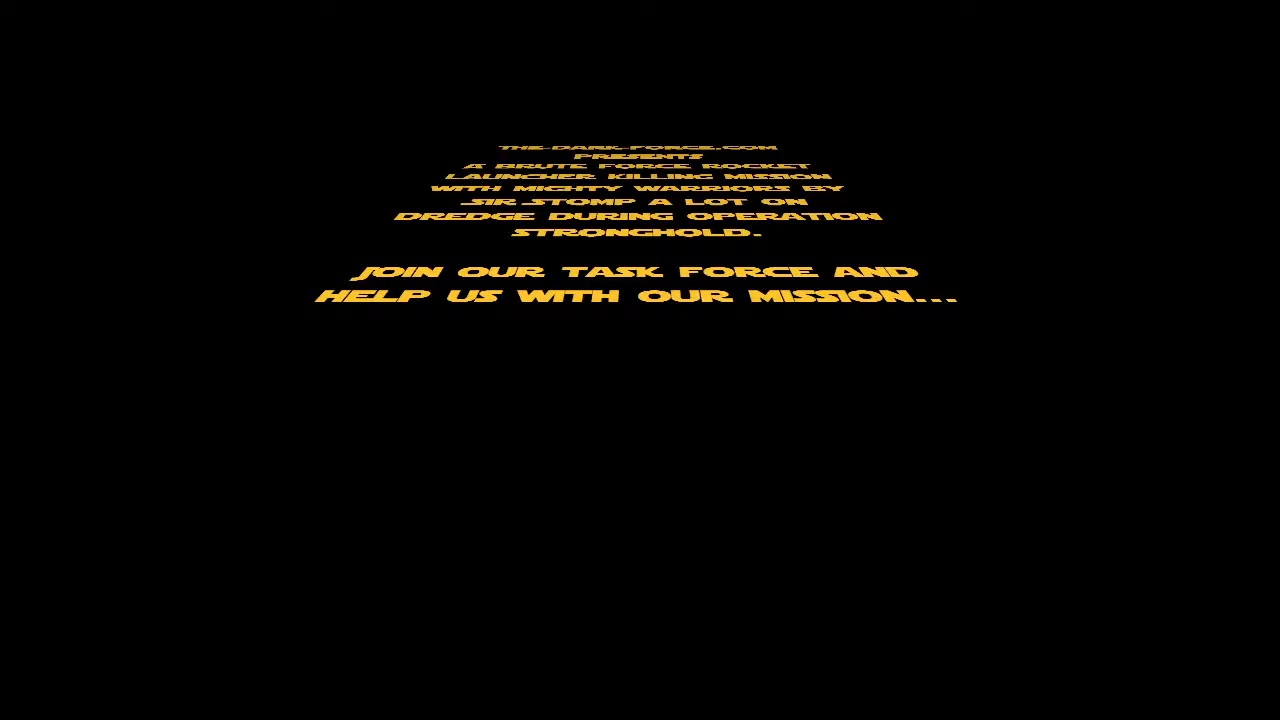 THE-DARK-FORCE.COM
PRESENTS
A BRUTE FORCE ROCKET
LAUNCHER KILLING MISSION
WITH MIGHTY WARRIORS BY
SIR STOMP A LOT ON
DREDGE DURING OPERATION
STRONGHOLD.
JOIN OUR TASK FORCE AND
HELP US WITH OUR MISSION...